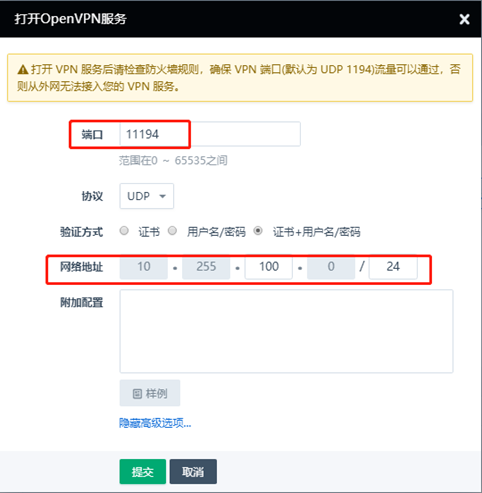 打开OpenVPN服务
打开 VPN 服务后请检查防火墙规则，确保 VPN 端口(默认为 UDP 1194)流量可以通过，否
则从外网无法接入您的 VPN 服务。
端口 11194
范围在0 ~ 65535之间
协议 UDP
验证方式 证书 用户名/密码 证书+用户名/密码
网络地址 10 . 255 . 100 . 0 / 24
附加配置
样例
隐藏高级选项...
提交 取消